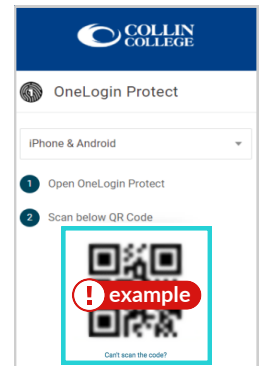 COLLIN
COLLEGE
OneLogin Protect
iPhone & Android
1 Open OneLogin Protect
2 Scan below QR Code
! example
Can't scan the code?